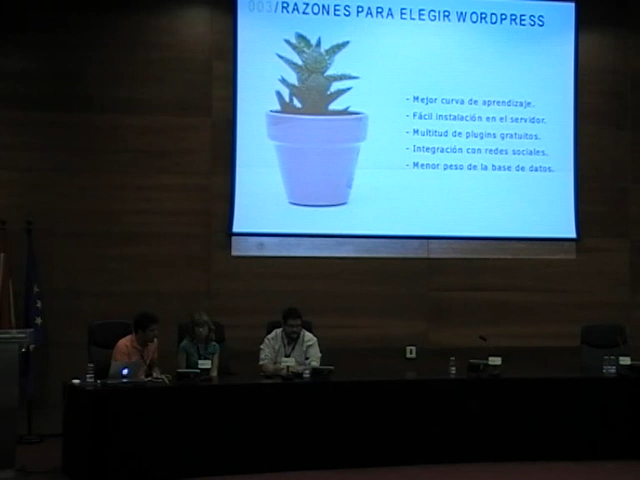 003/RAZONES PARA ELEGIR WORDPRESS
- Mejor curva de aprendizaje.
- Fácil instalación en el servidor.
- Multitud de plugins gratuitos.
- Integración con redes sociales.
- Menor peso de la base de datos.